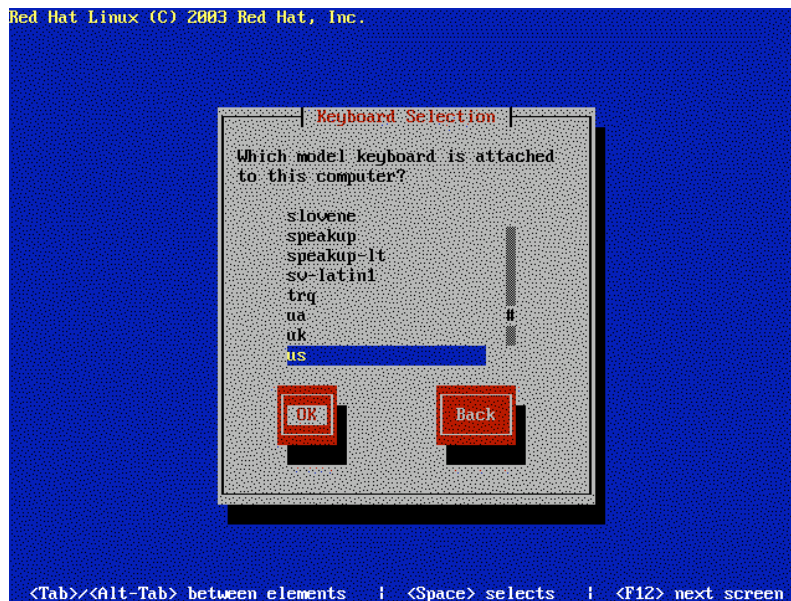 Red Hat Linux (C) 2003 Red Hat, Inc.
Keyboard Selection
Which model keyboard is attached
to this computer?
slovene
speakup
speakup-lt
sv-latin1
trq
ua #
uk
us
OK Back
<Tab>/<Alt-Tab> between elements | <Space> selects | <F12> next screen